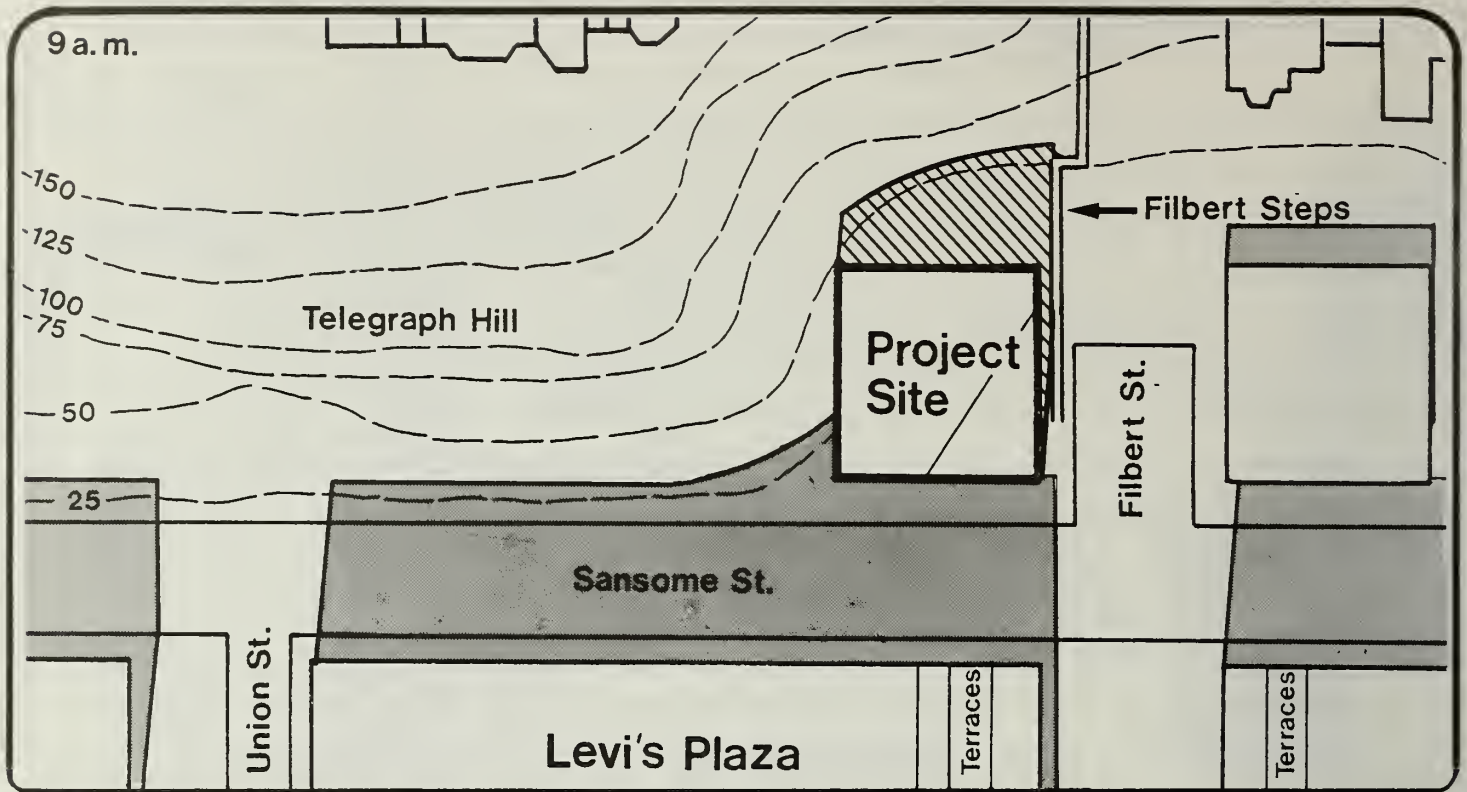 9 a.m.
150
125
100
75
50
25
Telegraph Hill
Filbert Steps
Project
Site
Filbert St.
Sansome St.
Union St.
Levi's Plaza
Terraces
Terraces